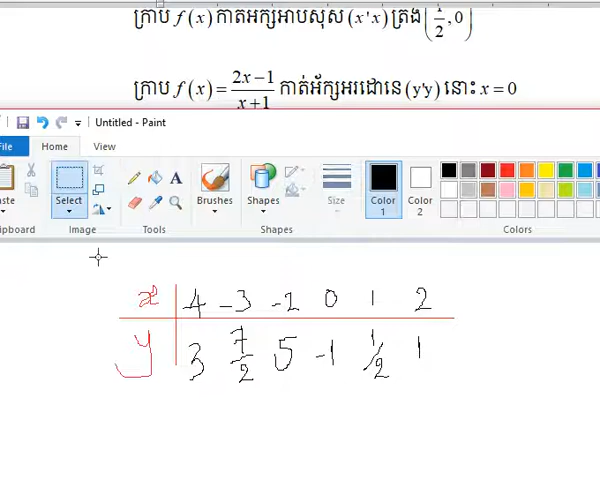 ក្រាប f(x) កាត់អក្សអាប់ស៊ីស (x'x) ត្រង់ (1/2, 0)
ក្រាប f(x) = (2x−1)/(x+1) កាត់អ័ក្សអរដោនេ (y'y) នោះ x = 0
Untitled - Paint
File Home View
Paste Select Brushes Shapes Size Color 1 Color 2
Clipboard Image Tools Shapes Colors
x 4 -3 -2 0 1 2
y 3 7/2 5 -1 1/2 1